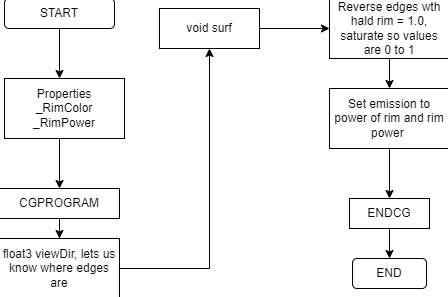 START
Properties
_RimColor
_RimPower
CGPROGRAM
float3 viewDir, lets us
know where edges
are
void surf
Reverse edges wth
hald rim = 1.0,
saturate so values
are 0 to 1
Set emission to
power of rim and rim
power
ENDCG
END